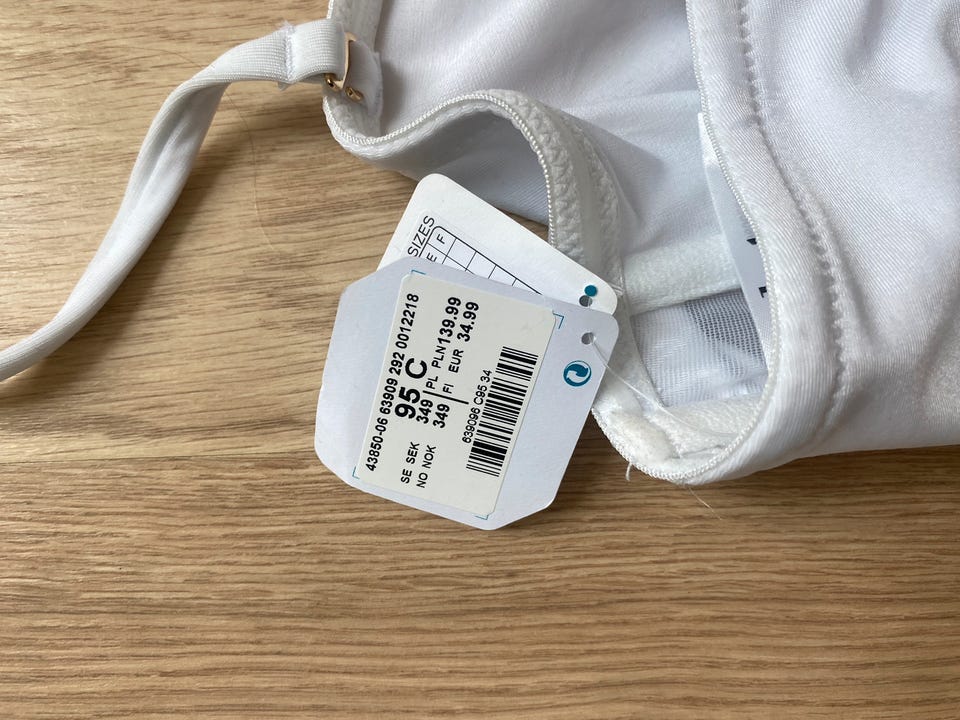 SIZES
F
E
43850-06 63909 292 0012218
95 C
SE SEK 349 PL PLN 139.99
NO NOK 349 FI EUR 34.99
639096 C95 34